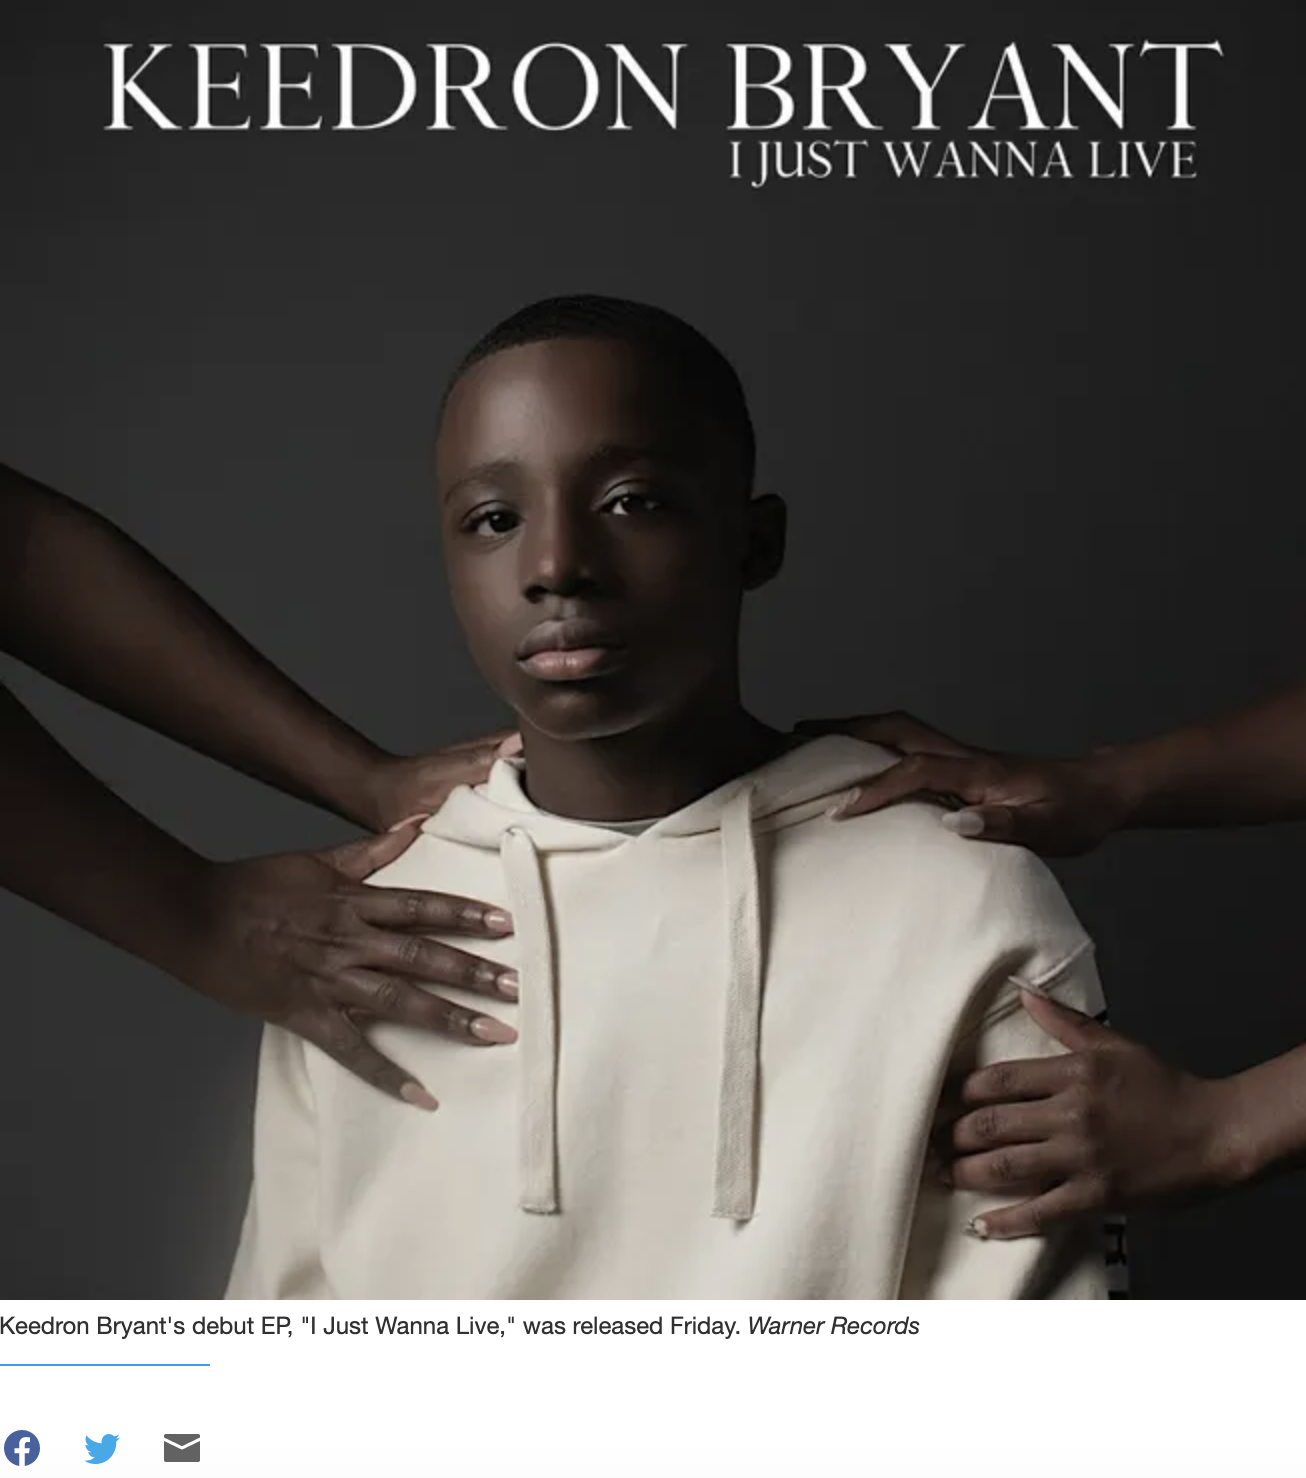 KEEDRON BRYANT
I JUST WANNA LIVE
Keedron Bryant's debut EP, "I Just Wanna Live," was released Friday. Warner Records